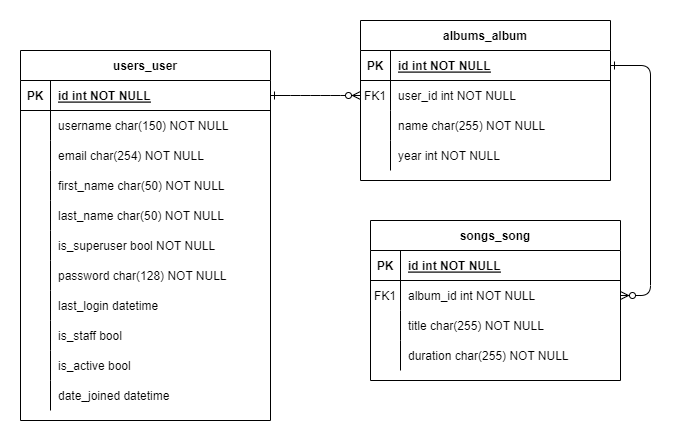 users_user
PK id int NOT NULL
username char(150) NOT NULL
email char(254) NOT NULL
first_name char(50) NOT NULL
last_name char(50) NOT NULL
is_superuser bool NOT NULL
password char(128) NOT NULL
last_login datetime
is_staff bool
is_active bool
date_joined datetime
albums_album
PK id int NOT NULL
FK1 user_id int NOT NULL
name char(255) NOT NULL
year int NOT NULL
songs_song
PK id int NOT NULL
FK1 album_id int NOT NULL
title char(255) NOT NULL
duration char(255) NOT NULL